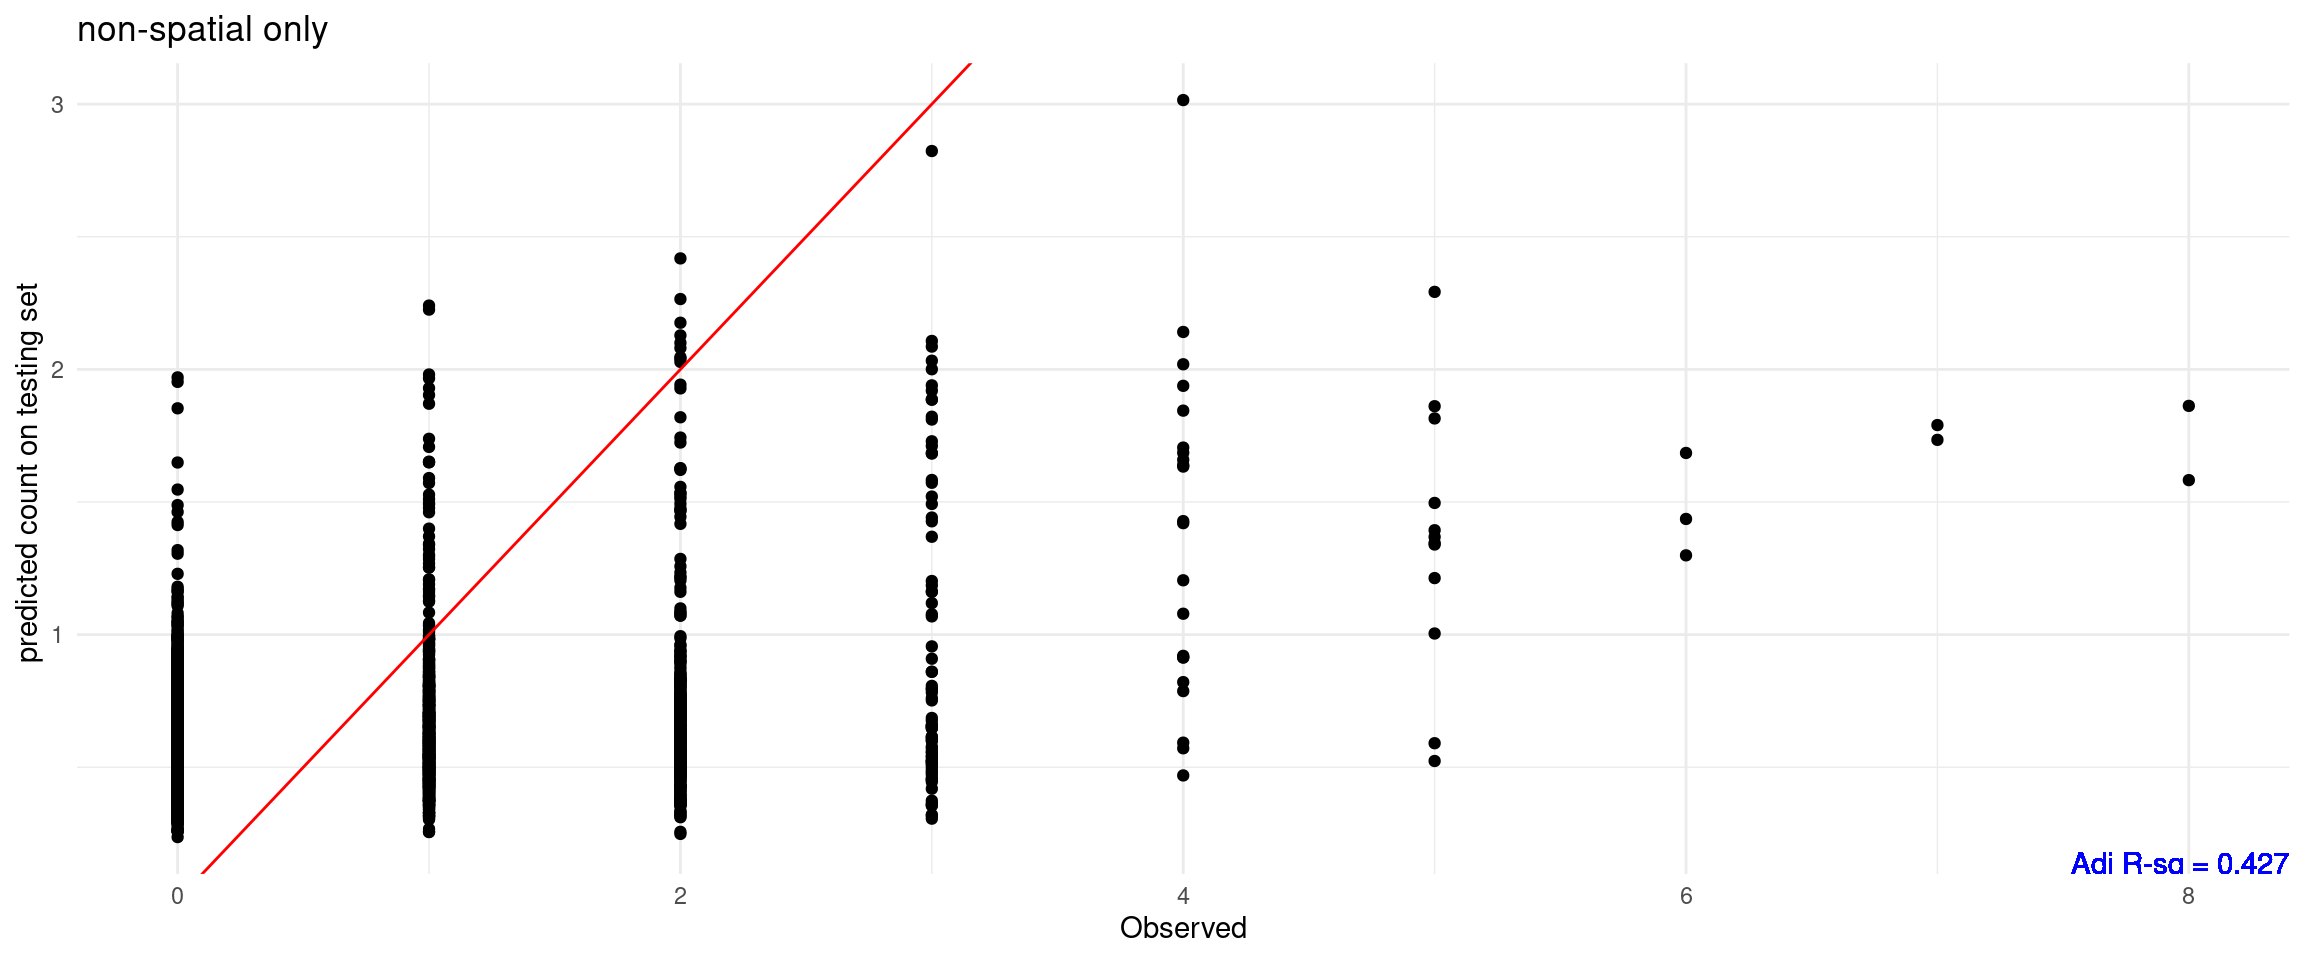 non-spatial only
predicted count on testing set
3
2
1
0 2 4 6 8
Observed
Adj R-sq = 0.427